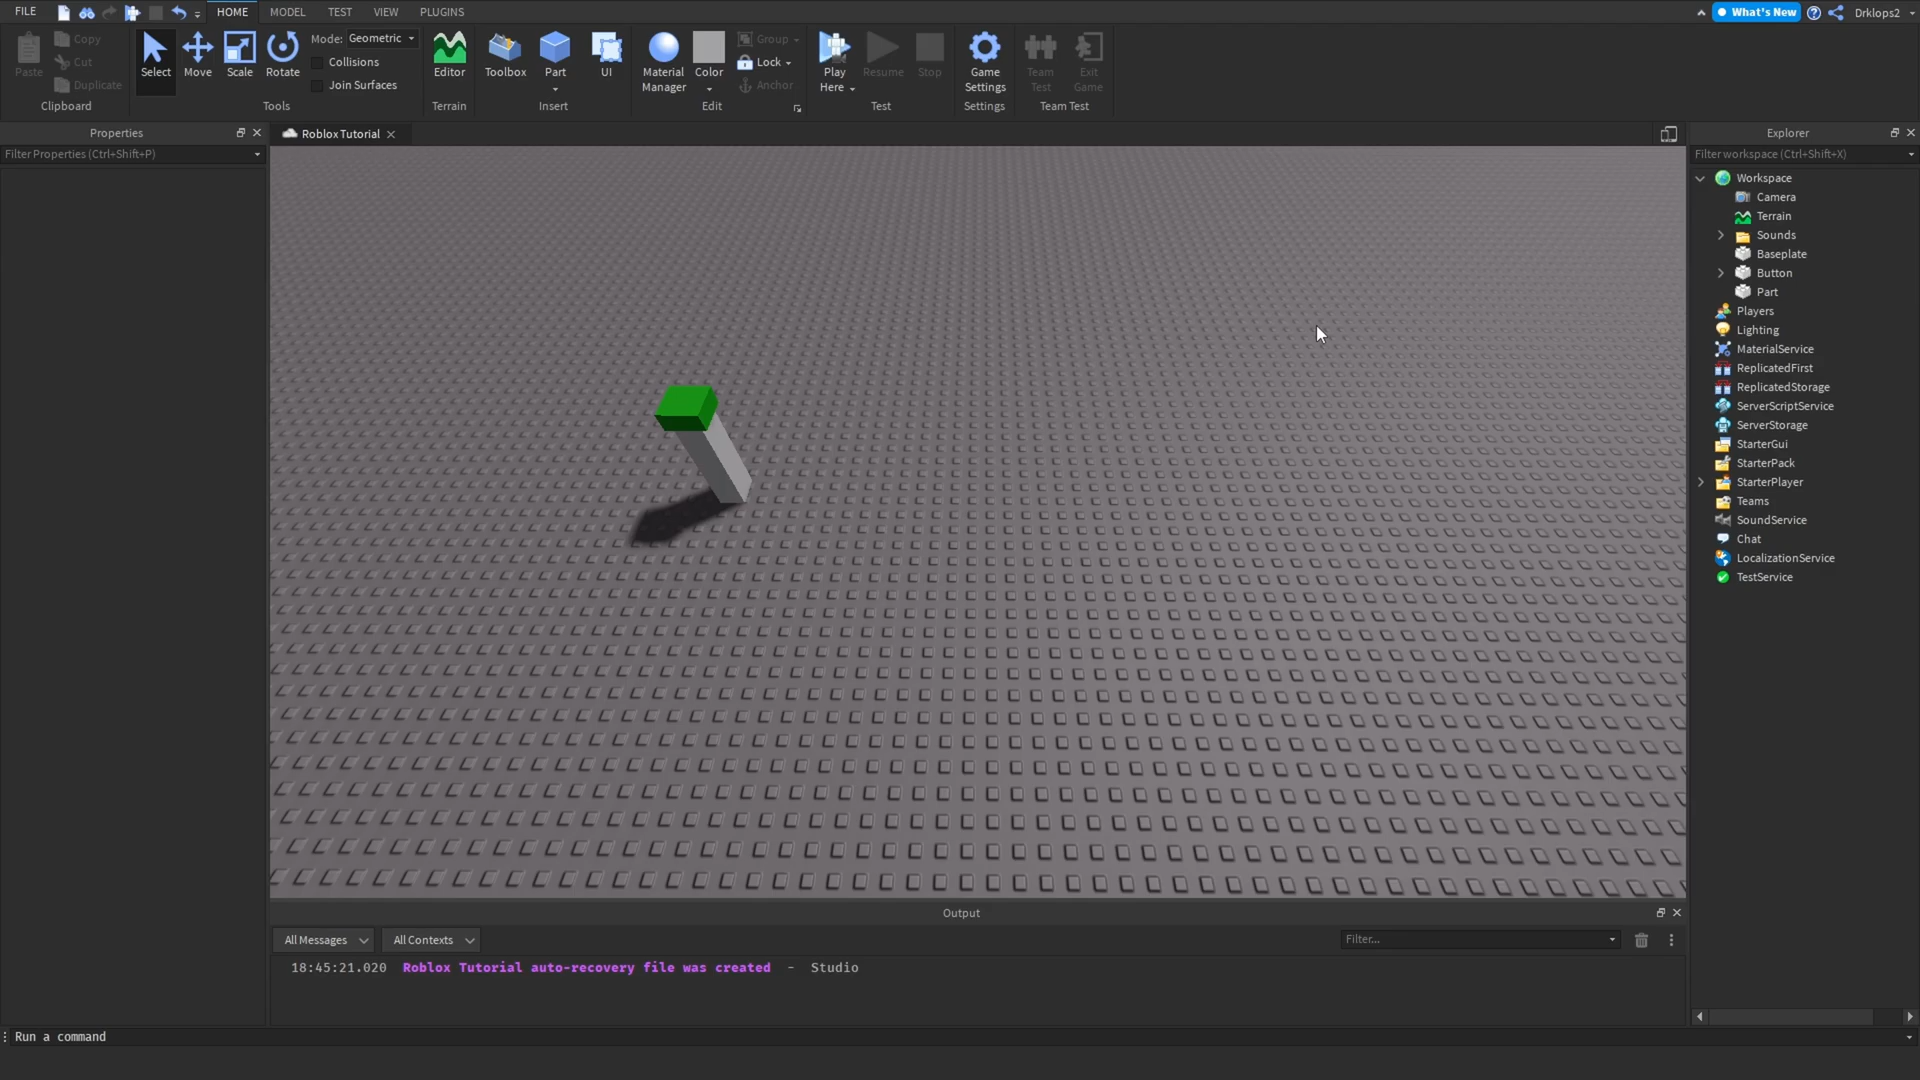 FILE
HOME
MODEL
TEST
VIEW
PLUGINS
What's New
Drklops2
Paste
Copy
Cut
Duplicate
Clipboard
Select
Move
Scale
Rotate
Mode: Geometric
Collisions
Join Surfaces
Tools
Editor
Terrain
Toolbox
Part
UI
Insert
Material Manager
Color
Group
Lock
Anchor
Edit
Play Here
Resume
Stop
Test
Game Settings
Settings
Team Test
Exit Game
Team Test
Properties
Filter Properties (Ctrl+Shift+P)
Roblox Tutorial
Explorer
Filter workspace (Ctrl+Shift+X)
Workspace
Camera
Terrain
Sounds
Baseplate
Button
Part
Players
Lighting
MaterialService
ReplicatedFirst
ReplicatedStorage
ServerScriptService
ServerStorage
StarterGui
StarterPack
StarterPlayer
Teams
SoundService
Chat
LocalizationService
TestService
Output
All Messages
All Contexts
Filter...
18:45:21.020 Roblox Tutorial auto-recovery file was created - Studio
Run a command